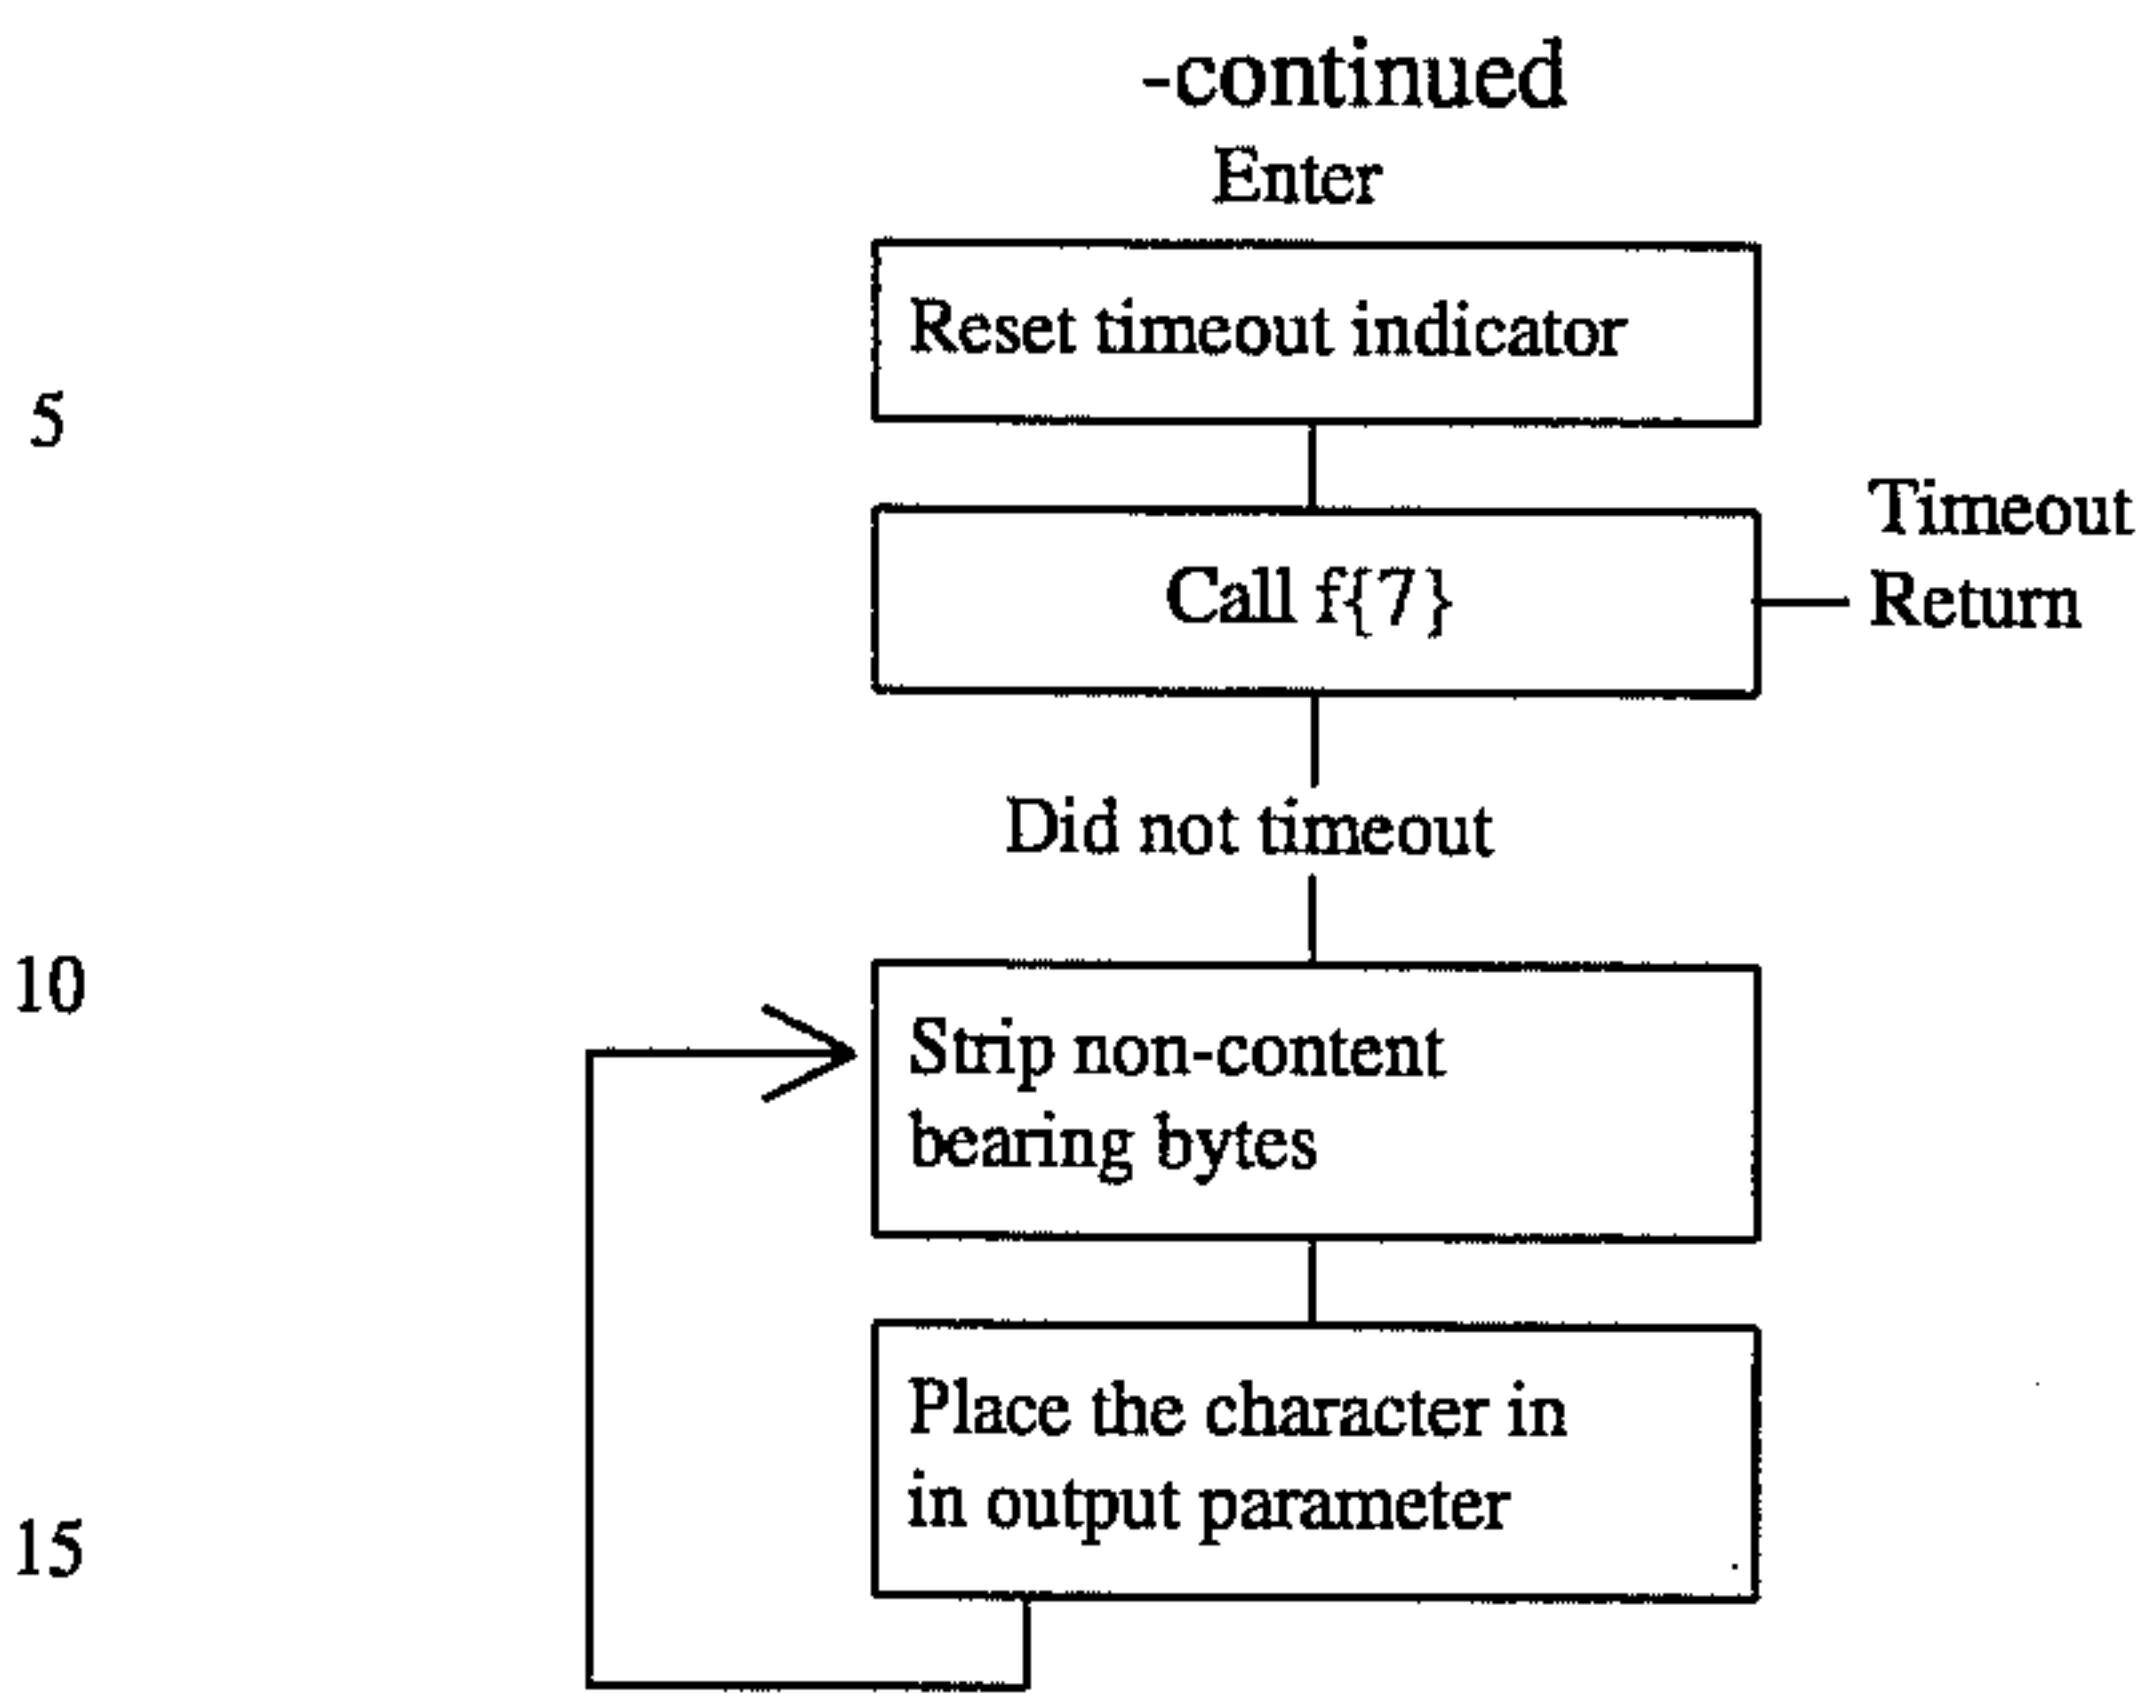 -continued
Enter
Reset timeout indicator
5
Timeout
Call f{7}
Return
Did not timeout
10
Strip non-content
bearing bytes
Place the character in
in output parameter
15